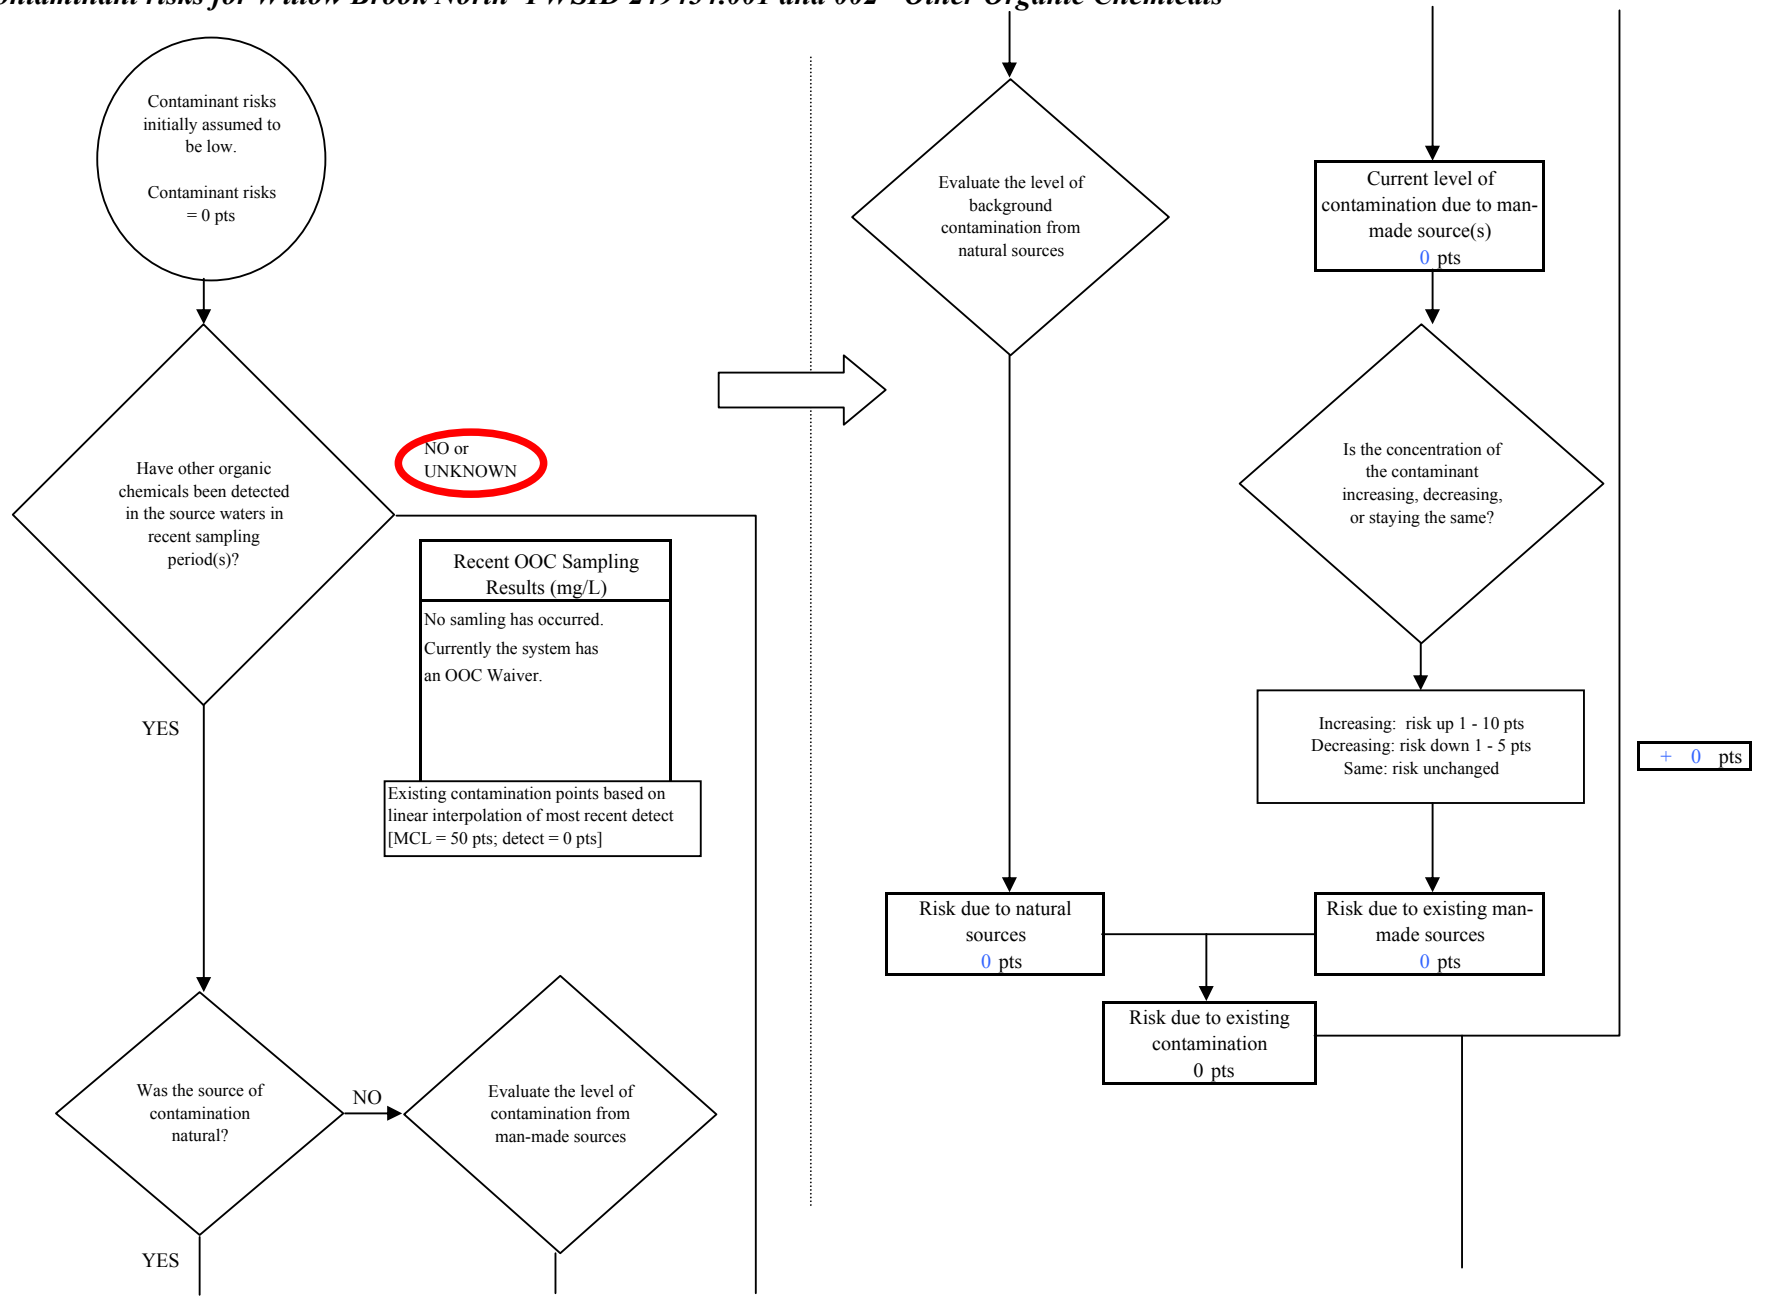 Contaminant risks
initially assumed to
be low.
Contaminant risks
= 0 pts
Have other organic
chemicals been detected
in the source waters in
recent sampling
period(s)?
NO or
UNKNOWN
Recent OOC Sampling
Results (mg/L)
No samling has occurred.
Currently the system has
an OOC Waiver.
Existing contamination points based on
linear interpolation of most recent detect
[MCL = 50 pts; detect = 0 pts]
YES
Was the source of
contamination
natural?
NO
Evaluate the level of
contamination from
man-made sources
YES
Evaluate the level of
background
contamination from
natural sources
Current level of
contamination due to man-
made source(s)
0 pts
Is the concentration of
the contaminant
increasing, decreasing,
or staying the same?
Increasing: risk up 1 - 10 pts
Decreasing: risk down 1 - 5 pts
Same: risk unchanged
+ 0 pts
Risk due to natural
sources
0 pts
Risk due to existing man-
made sources
0 pts
Risk due to existing
contamination
0 pts